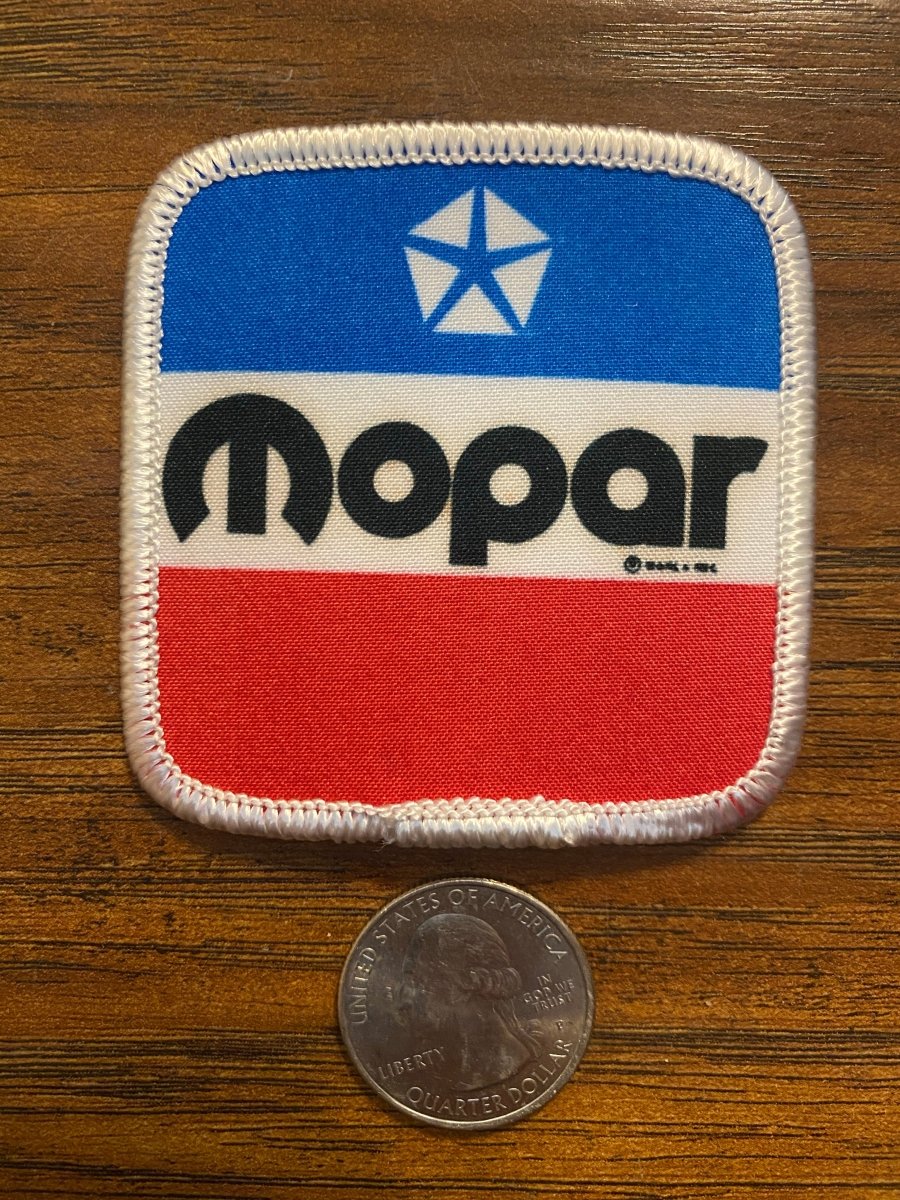 mopar
UNITED STATES OF AMERICA
IN
GOD WE
TRUST
P
LIBERTY
QUARTER DOLLAR